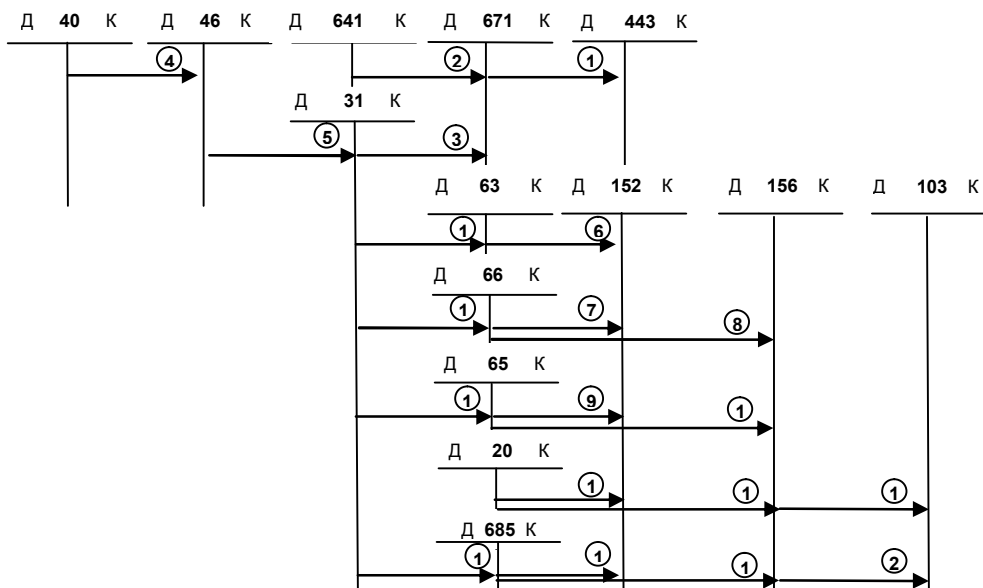 Д 40 К Д 46 К Д 641 К Д 671 К Д 443 К
4 2 1
Д 31 К
5 3
Д 63 К Д 152 К Д 156 К Д 103 К
1 6
Д 66 К
1 7 8
Д 65 К
1 9 1
Д 20 К
1 1 1
Д 685 К
1 1 1 2